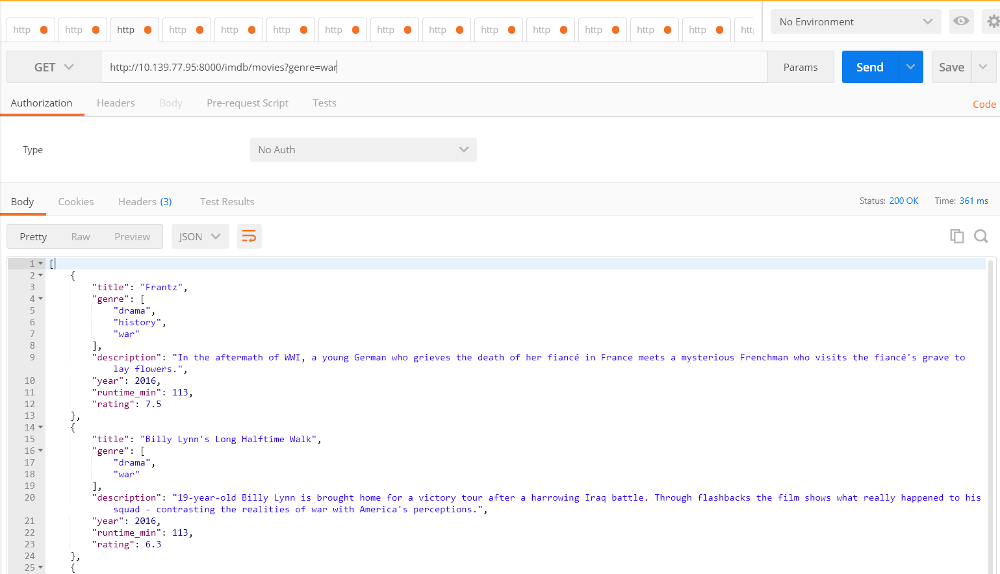 http http http http http http http http http http http http http http htt No Environment
GET http://10.139.77.95:8000/imdb/movies?genre=war Params Send Save
Authorization Headers Body Pre-request Script Tests Code
Type No Auth
Body Cookies Headers (3) Test Results Status: 200 OK Time: 361 ms
Pretty Raw Preview JSON
1 [
2 {
3 "title": "Frantz",
4 "genre": [
5 "drama",
6 "history",
7 "war"
8 ],
9 "description": "In the aftermath of WWI, a young German who grieves the death of her fiancé in France meets a mysterious Frenchman who visits the fiancé's grave to
lay flowers.",
10 "year": 2016,
11 "runtime_min": 113,
12 "rating": 7.5
13 },
14 {
15 "title": "Billy Lynn's Long Halftime Walk",
16 "genre": [
17 "drama",
18 "war"
19 ],
20 "description": "19-year-old Billy Lynn is brought home for a victory tour after a harrowing Iraq battle. Through flashbacks the film shows what really happened to his
squad - contrasting the realities of war with America's perceptions.",
21 "year": 2016,
22 "runtime_min": 113,
23 "rating": 6.3
24 },
25 {